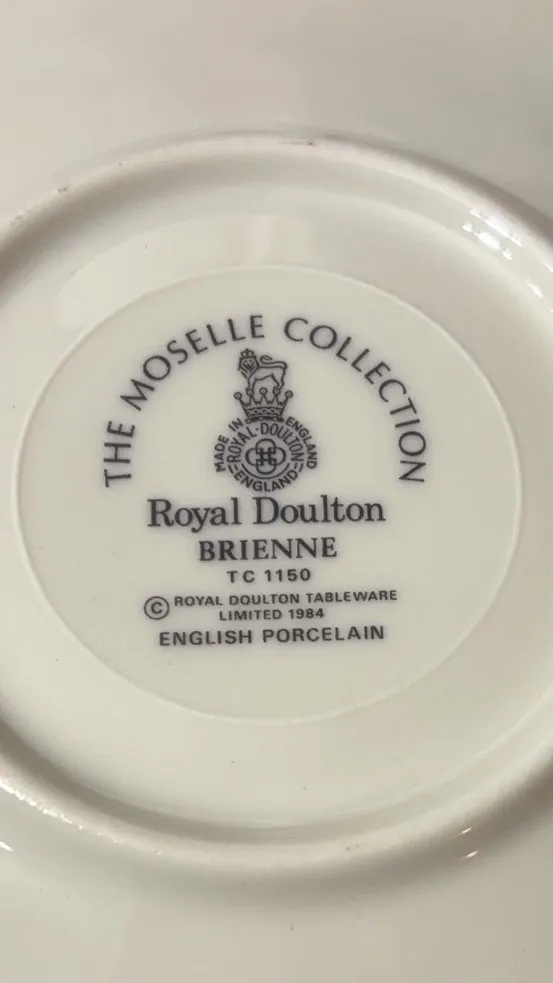 THE MOSELLE COLLECTION
MADE IN ENGLAND
ROYAL·DOULTON
ENGLAND
Royal Doulton
BRIENNE
TC 1150
© ROYAL DOULTON TABLEWARE
LIMITED 1984
ENGLISH PORCELAIN